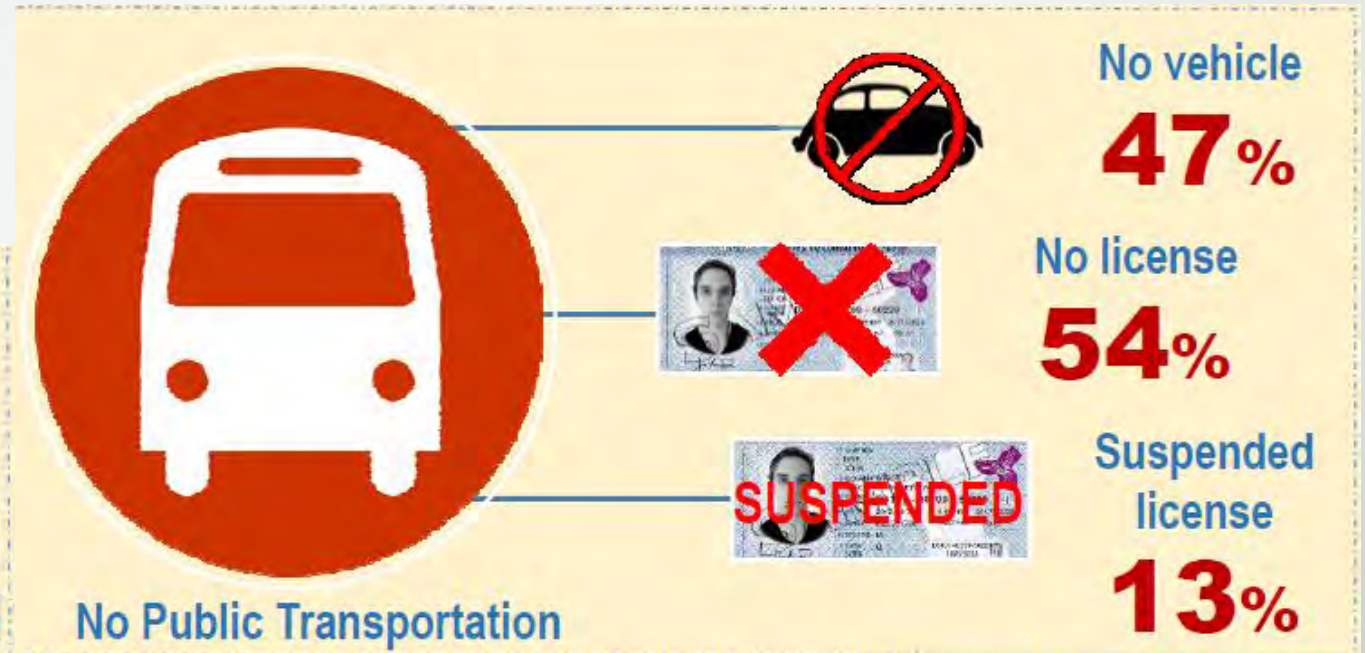 No vehicle
47%
No license
54%
SUSPENDED
Suspended
license
13%
No Public Transportation